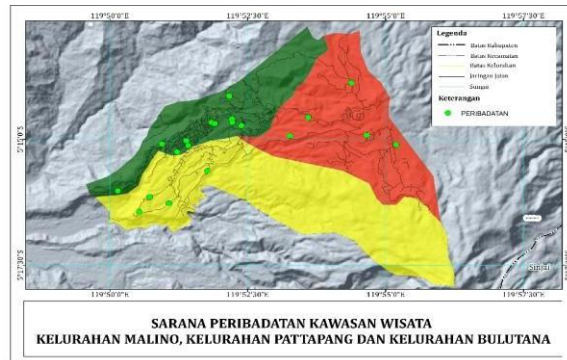 119°50'0"E 119°52'30"E 119°55'0"E 119°57'30"E
Legenda
Batas Kabupaten
Batas Kecamatan
Batas Kelurahan
Jaringan Jalan
Sungai
Keterangan
PERIBADATAN
5°15'0"S
5°17'30"S
Sinjai
119°50'0"E 119°52'30"E 119°55'0"E 119°57'30"E
SARANA PERIBADATAN KAWASAN WISATA
KELURAHAN MALINO, KELURAHAN PATTAPANG DAN KELURAHAN BULUTANA